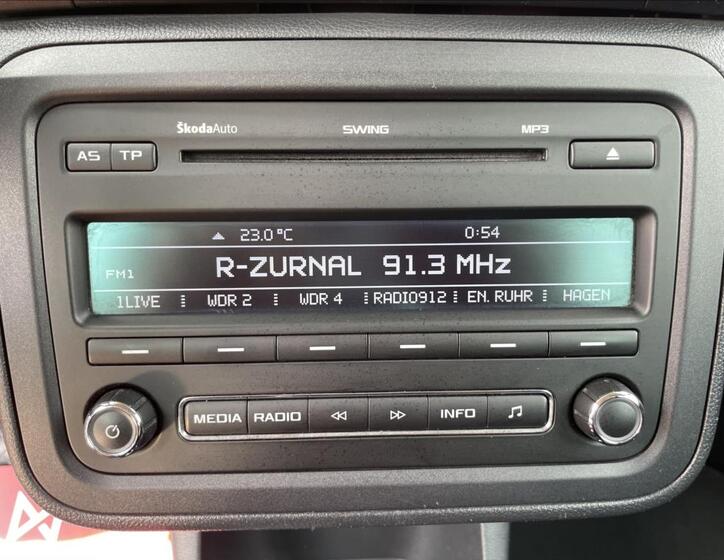 ŠkodaAuto SWING MP3
AS TP
23.0 °C 0:54
R-ZURNAL 91.3 MHz
FM1
1LIVE WDR 2 WDR 4 RADIO912 EN. RUHR HAGEN
MEDIA RADIO INFO